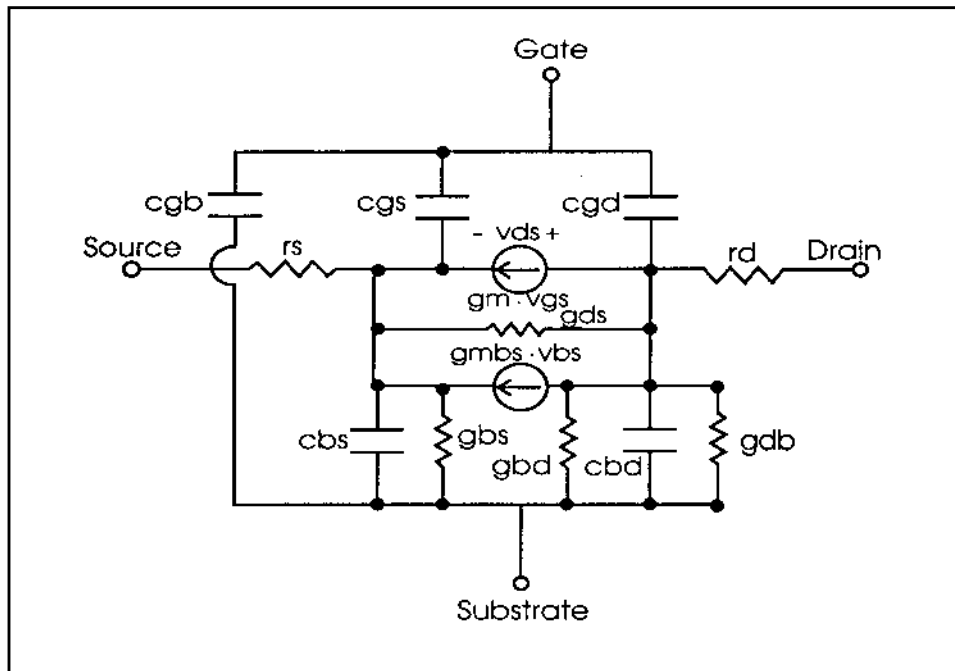 Gate
cgb
cgs
cgd
Source
rs
- vds +
rd
Drain
gm · vgs
gds
gmbs · vbs
cbs
gbs
gbd
cbd
gdb
Substrate